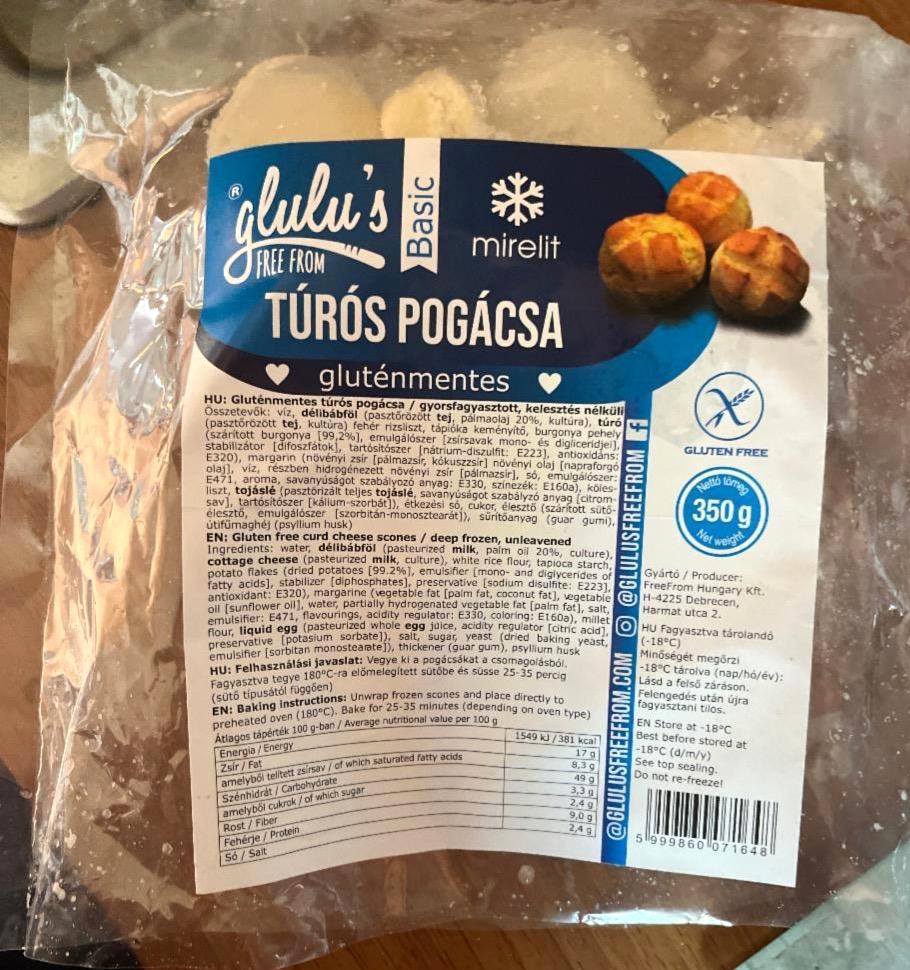 ®
glulu's
FREE FROM
Basic
mirelit
TÚRÓS POGÁCSA
gluténmentes
HU: Gluténmentes túrós pogácsa / gyorsfagyasztott, kelesztés nélküli
Összetevők: víz, délibábföl (pasztőrözött tej, pálmaolaj 20%, kultúra), túró
(pasztőrözött tej, kultúra) fehér rizsliszt, tápióka keményítő, burgonya pehely
(szárított burgonya [99,2%], emulgálószer [zsírsavak mono- és digliceridjei],
stabilizátor [difoszfátok], tartósítószer [nátrium-diszulfit: E223], antioxidáns:
E320), margarin (növényi zsír [pálmazsír, kókuszzsír] növényi olaj [napraforgó
olaj], víz, részben hidrogénezett növényi zsír [pálmazsír], só, emulgálószer:
E471, aroma, savanyúságot szabályozó anyag: E330, színezék: E160a), köles-
liszt, tojáslé (pasztörizált teljes tojáslé, savanyúságot szabályzó anyag [citrom-
sav], tartósítószer [kálium-szorbát]), étkezési só, cukor, élesztő (szárított sütő-
élesztő, emulgálószer [szorbitán-monosztearát]), sűrítőanyag (guar gumi),
útifűmaghéj (psyllium husk)
EN: Gluten free curd cheese scones / deep frozen, unleavened
Ingredients: water, délibábföl (pasteurized milk, palm oil 20%, culture),
cottage cheese (pasteurized milk, culture), white rice flour, tapioca starch,
potato flakes (dried potatoes [99.2%], emulsifier [mono- and diglycerides of
fatty acids], stabilizer [diphosphates], preservative [sodium disulfite: E223],
antioxidant: E320), margarine (vegetable fat [palm fat, coconut fat], vegetable
oil [sunflower oil], water, partially hydrogenated vegetable fat [palm fat], salt,
emulsifier: E471, flavourings, acidity regulator: E330, coloring: E160a), millet
flour, liquid egg (pasteurized whole egg juice, acidity regulator [citric acid],
preservative [potasium sorbate]), salt, sugar, yeast (dried baking yeast,
emulsifier [sorbitan monostearate]), thickener (guar gum), psyllium husk
HU: Felhasználási javaslat: Vegye ki a pogácsákat a csomagolásból.
Fagyasztva tegye 180°C-ra előmelegített sütőbe és süsse 25-35 percig
(sütő típusától függően)
EN: Baking instructions: Unwrap frozen scones and place directly to
preheated oven (180°C). Bake for 25-35 minutes (depending on oven type)
Átlagos tápérték 100 g-ban / Average nutritional value per 100 g
Energia / Energy 1549 kJ / 381 kcal
Zsír / Fat 17 g
amelyből telített zsírsav / of which saturated fatty acids 8,3 g
Szénhidrát / Carbohydrate 49 g
amelyből cukrok / of which sugar 3,3 g
Rost / Fiber 2,4 g
Fehérje / Protein 9,0 g
Só / Salt 2,4 g
@GLULUSFREEFROM.COM @GLULUSFREEFROM f
GLUTEN FREE
Nettó tömeg
350 g
Net weight
Gyártó / Producer:
FreeFrom Hungary Kft.
H-4225 Debrecen,
Harmat utca 2.
HU Fagyasztva tárolandó
(-18°C)
Minőségét megőrzi
-18°C tárolva (nap/hó/év):
Lásd a felső záráson.
Felengedés után újra
fagyasztani tilos.
EN Store at -18°C
Best before stored at
-18°C (d/m/y)
See top sealing.
Do not re-freeze!
5 999860 071648